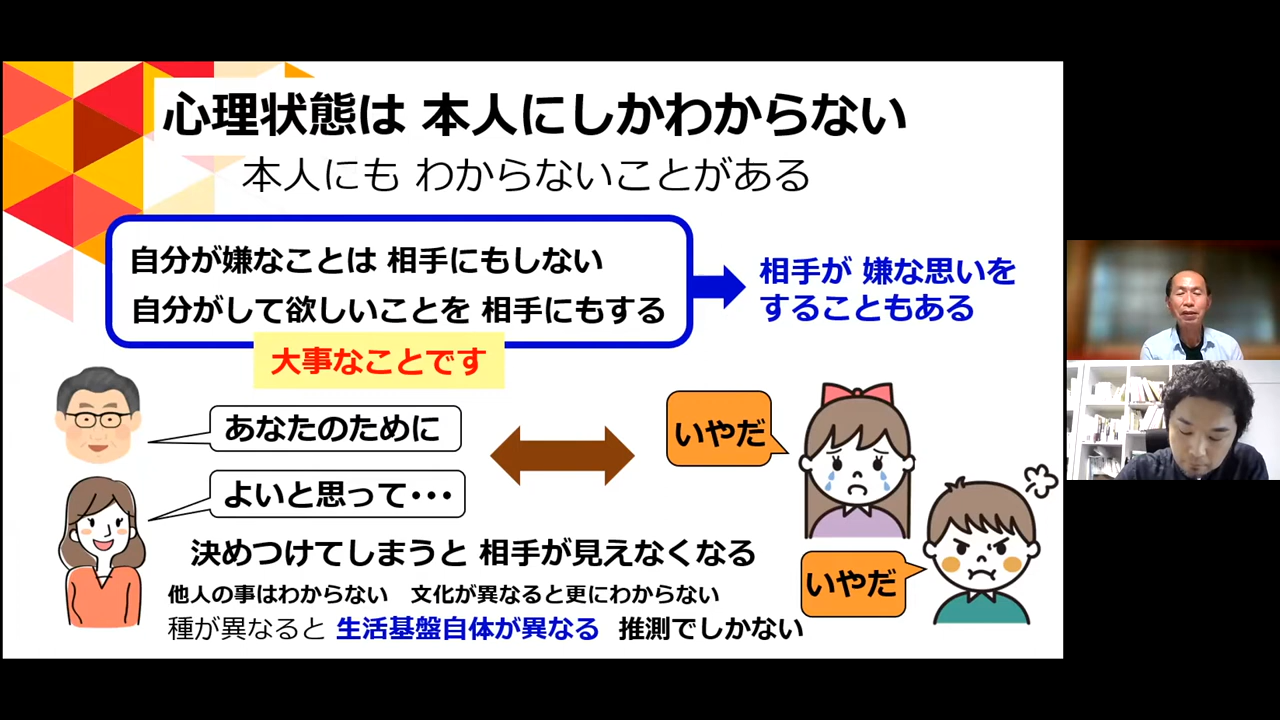 心理状態は 本人にしかわからない
本人にも わからないことがある
自分が嫌なことは 相手にもしない
自分がして欲しいことを 相手にもする
大事なことです
相手が 嫌な思いを
することもある
あなたのために
よいと思って・・・
いやだ
いやだ
決めつけてしまうと 相手が見えなくなる
他人の事はわからない　文化が異なると更にわからない
種が異なると 生活基盤自体が異なる　推測でしかない